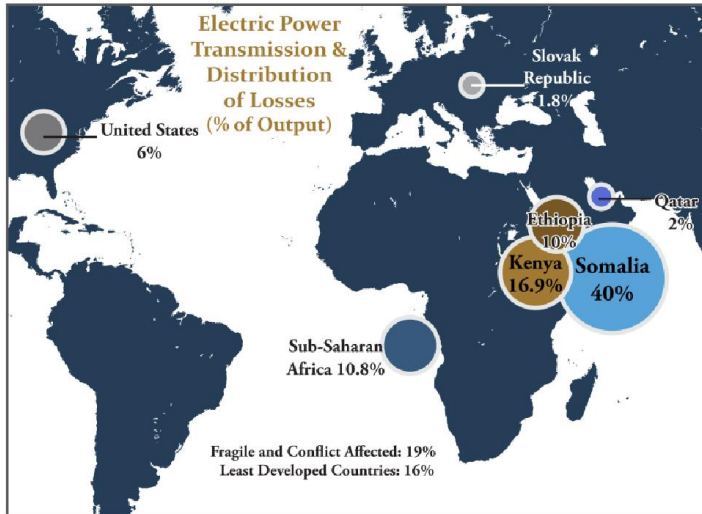 Electric Power
Transmission &
Distribution
of Losses
(% of Output)
Slovak
Republic
1.8%
United States
6%
Qatar
2%
Ethiopia
10%
Kenya
16.9%
Somalia
40%
Sub-Saharan
Africa 10.8%
Fragile and Conflict Affected: 19%
Least Developed Countries: 16%